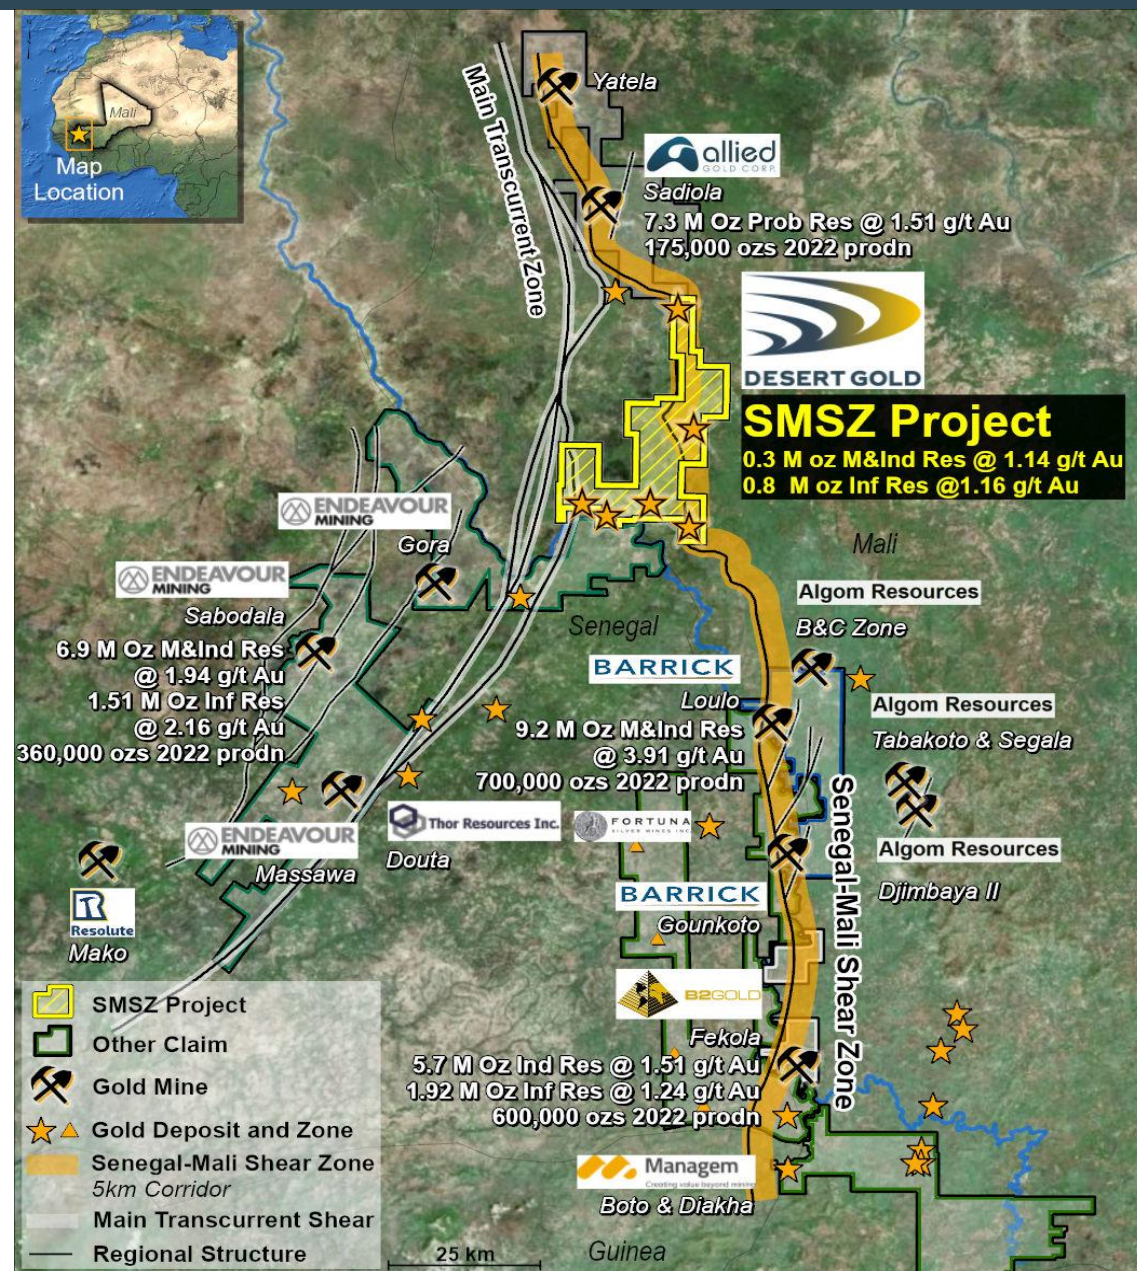 Mali
Map
Location
Main Transcurrent Zone
Yatela
allied
GOLD CORP.
Sadiola
7.3 M Oz Prob Res @ 1.51 g/t Au
175,000 ozs 2022 prodn
DESERT GOLD
SMSZ Project
0.3 M oz M&Ind Res @ 1.14 g/t Au
0.8 M oz Inf Res @1.16 g/t Au
ENDEAVOUR
MINING
Gora
Mali
ENDEAVOUR
MINING
Sabodala
6.9 M Oz M&Ind Res
@ 1.94 g/t Au
1.51 M Oz Inf Res
@ 2.16 g/t Au
360,000 ozs 2022 prodn
Senegal
Algom Resources
B&C Zone
BARRICK
Loulo
9.2 M Oz M&Ind Res
@ 3.91 g/t Au
700,000 ozs 2022 prodn
Algom Resources
Tabakoto & Segala
Senegal-Mali Shear Zone
ENDEAVOUR
MINING
Massawa
Thor Resources Inc.
Douta
FORTUNA
SILVER MINES INC.
Algom Resources
Djimbaya II
R
Resolute
Mako
BARRICK
Gounkoto
B2GOLD
Fekola
5.7 M Oz Ind Res @ 1.51 g/t Au
1.92 M Oz Inf Res @ 1.24 g/t Au
600,000 ozs 2022 prodn
Managem
Creating value beyond mining
Boto & Diakha
Guinea
SMSZ Project
Other Claim
Gold Mine
Gold Deposit and Zone
Senegal-Mali Shear Zone
5km Corridor
Main Transcurrent Shear
Regional Structure
25 km